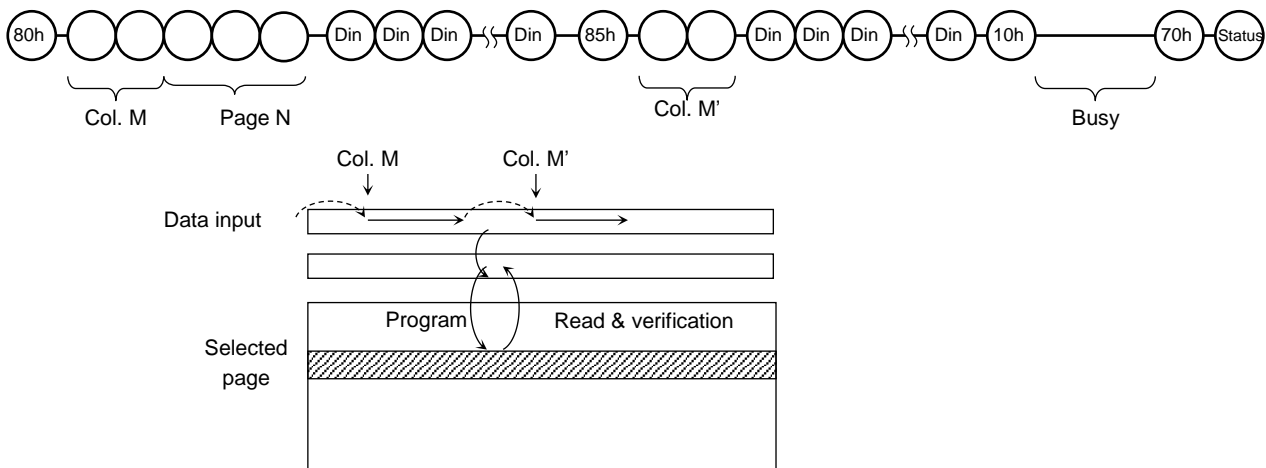 80h Din Din Din Din 85h Din Din Din Din 10h 70h Status
Col. M Page N Col. M’ Busy
Col. M Col. M’
Data input
Program Read & verification
Selected
page